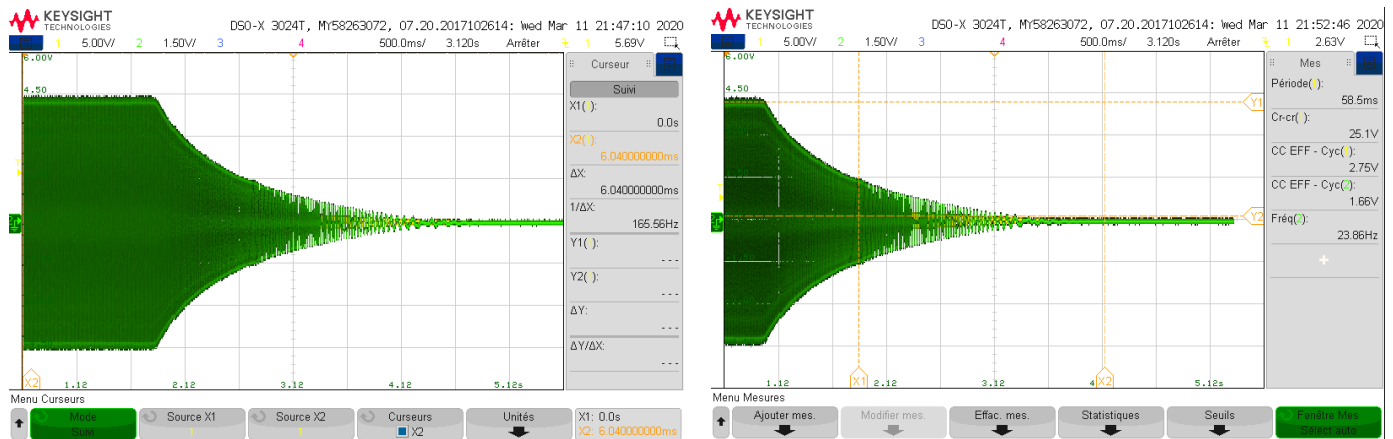 KEYSIGHT
TECHNOLOGIES
DSO-X 3024T, MY58263072, 07.20.2017102614: Wed Mar 11 21:47:10 2020
1 5.00V/ 2 1.50V/ 3 4 500.0ms/ 3.120s Arrêter 1 5.69V
6.00V
4.50
1.12 2.12 3.12 4.12 5.12s
X2
Curseur
Suivi
X1(1):
0.0s
X2(1):
6.040000000ms
ΔX:
6.040000000ms
1/ΔX:
165.56Hz
Y1(1):
- - -
Y2(1):
- - -
ΔY:
- - -
ΔY/ΔX:
- - -
Menu Curseurs
Mode
Suivi
Source X1
1
Source X2
1
Curseurs
X2
Unités
X1: 0.0s
X2: 6.040000000ms
KEYSIGHT
TECHNOLOGIES
DSO-X 3024T, MY58263072, 07.20.2017102614: Wed Mar 11 21:52:46 2020
1 5.00V/ 2 1.50V/ 3 4 500.0ms/ 3.120s Arrêter 1 2.63V
6.00V
4.50
Y1
Y2
1.12 2.12 3.12 4 5.12s
X1 X2
Mes
Période(1):
58.5ms
Cr-cr(1):
25.1V
CC EFF - Cyc(1):
2.75V
CC EFF - Cyc(2):
1.66V
Fréq(2):
23.86Hz
Menu Mesures
Ajouter mes.
Modifier mes.
Effac. mes.
Statistiques
Seuils
Fenêtre Mes
Sélect auto